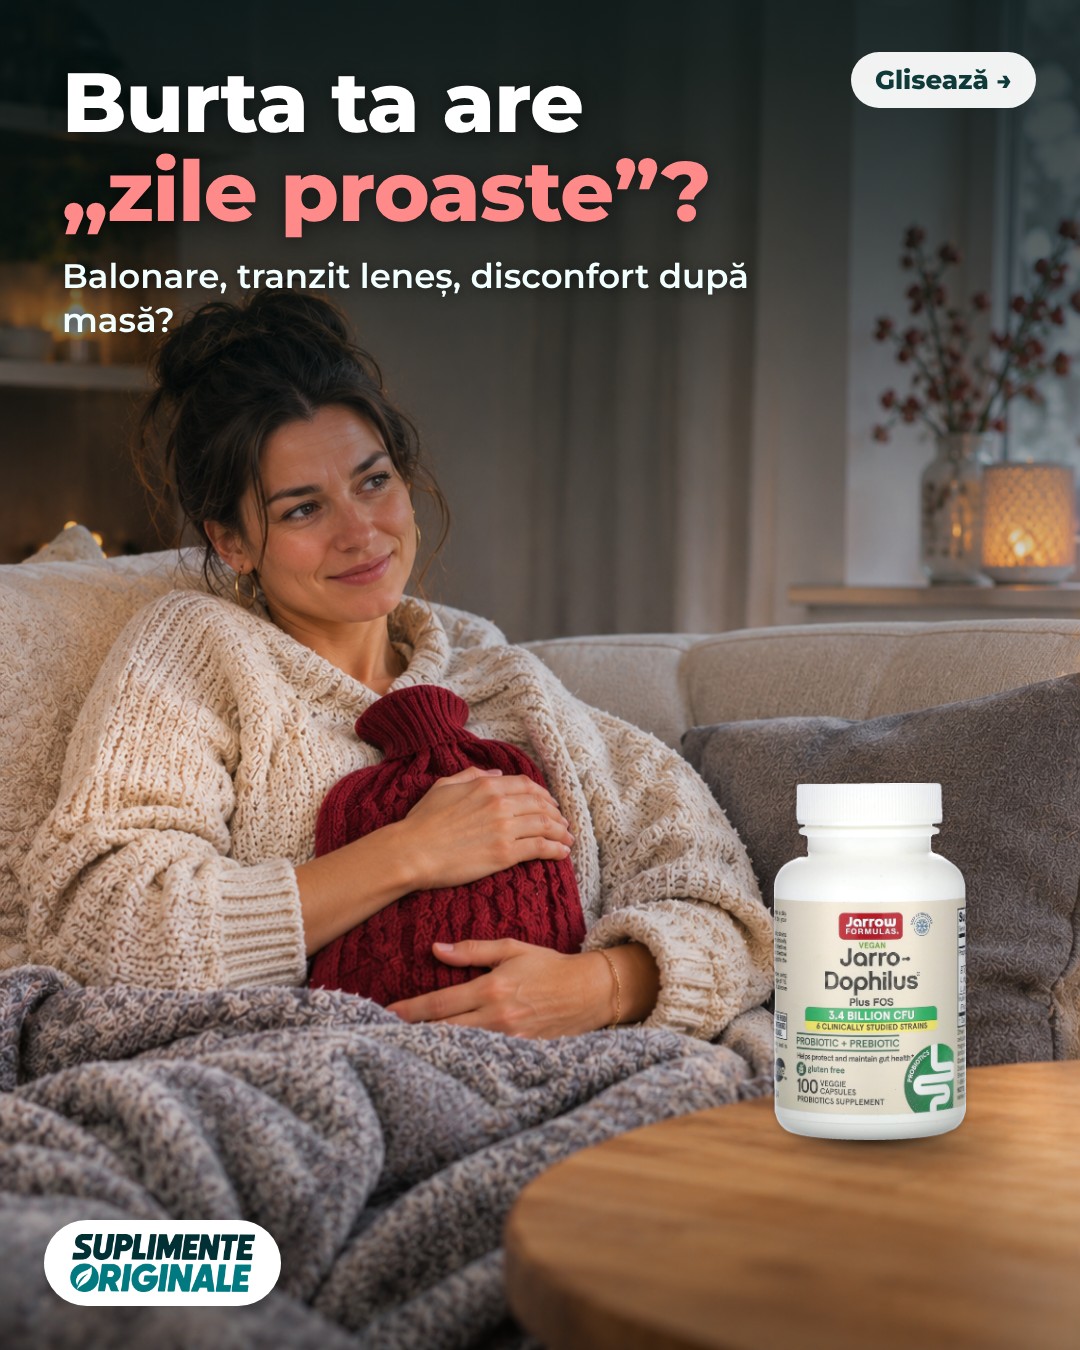 Burta ta are
„zile proaste”?
Glisează →
Balonare, tranzit leneș, disconfort după
masă?
Jarrow
FORMULAS®
VEGAN
Jarro-
Dophilus
Plus FOS
3.4 BILLION CFU
6 CLINICALLY STUDIED STRAINS
PROBIOTIC + PREBIOTIC
Helps protect and maintain gut health*
gluten free
100 VEGGIE
CAPSULES
PROBIOTICS SUPPLEMENT
PROBIOTICS
SUPLIMENTE
ORIGINALE